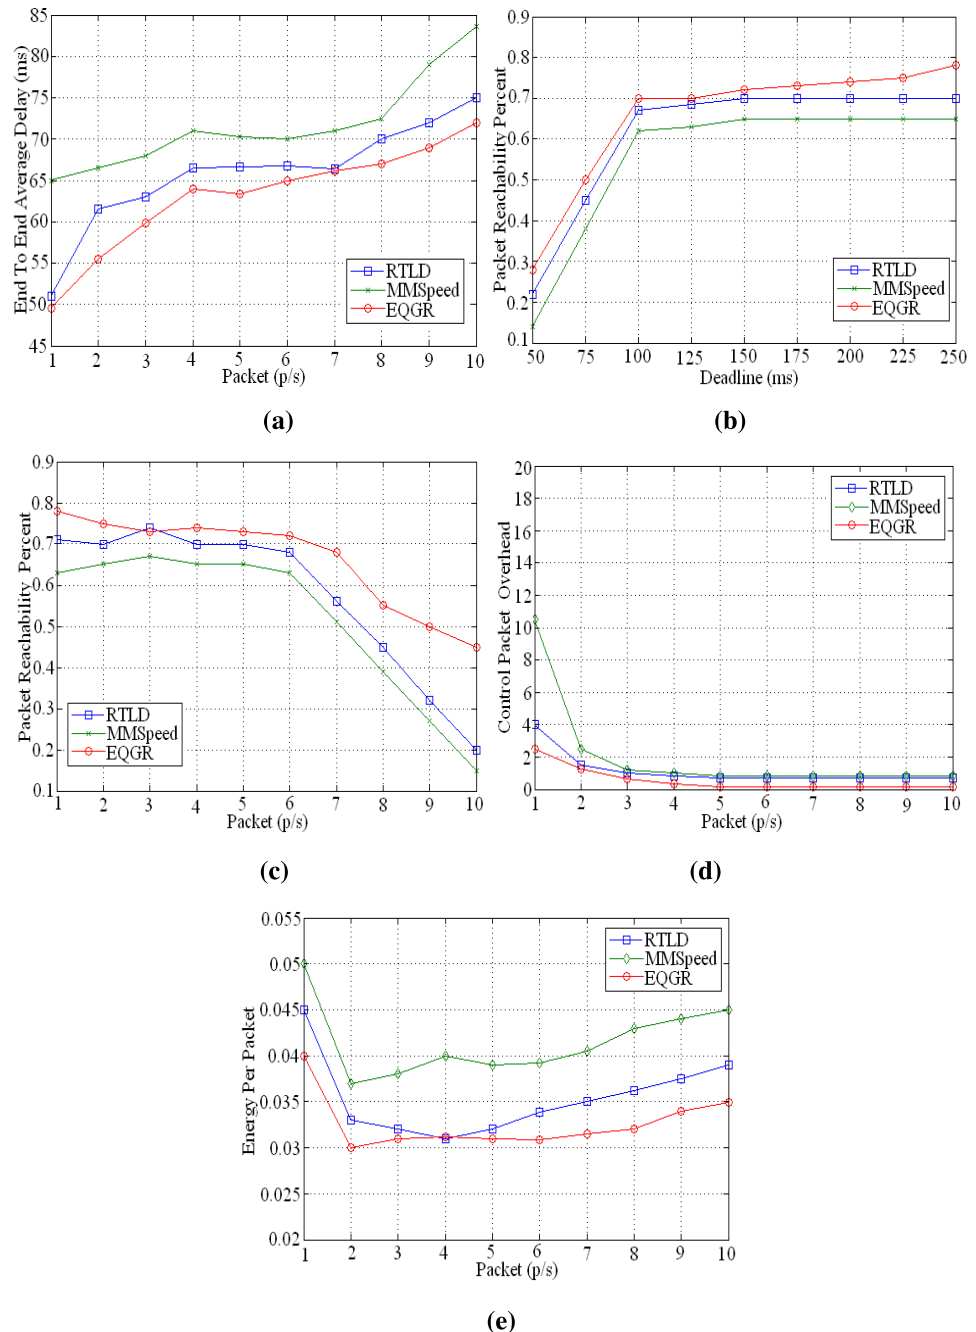 85
80
75
70
65
60
55
50
45
End To End Average Delay (ms)
1 2 3 4 5 6 7 8 9 10
Packet (p/s)
RTLD
MMSpeed
EQGR
(a)
0.9
0.8
0.7
0.6
0.5
0.4
0.3
0.2
0.1
Packet Reachability Percent
50 75 100 125 150 175 200 225 250
Deadline (ms)
RTLD
MMSpeed
EQGR
(b)
0.9
0.8
0.7
0.6
0.5
0.4
0.3
0.2
0.1
Packet Reachability Percent
1 2 3 4 5 6 7 8 9 10
Packet (p/s)
RTLD
MMSpeed
EQGR
(c)
20
18
16
14
12
10
8
6
4
2
0
Control Packet Overhead
1 2 3 4 5 6 7 8 9 10
Packet (p/s)
RTLD
MMSpeed
EQGR
(d)
0.055
0.05
0.045
0.04
0.035
0.03
0.025
0.02
Energy Per Packet
1 2 3 4 5 6 7 8 9 10
Packet (p/s)
RTLD
MMSpeed
EQGR
(e)